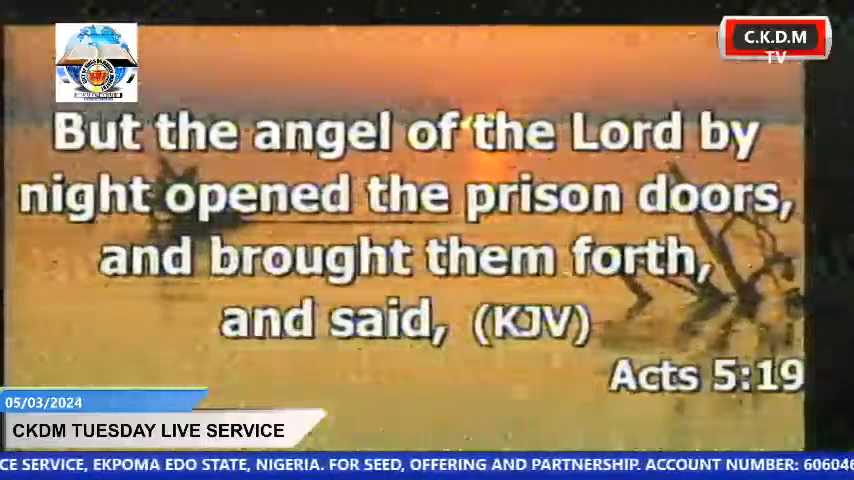 C.K.D.M
TV
But the angel of the Lord by
night opened the prison doors,
and brought them forth,
and said, (KJV)
Acts 5:19
05/03/2024
CKDM TUESDAY LIVE SERVICE
CE SERVICE, EKPOMA EDO STATE, NIGERIA. FOR SEED, OFFERING AND PARTNERSHIP. ACCOUNT NUMBER: 606046